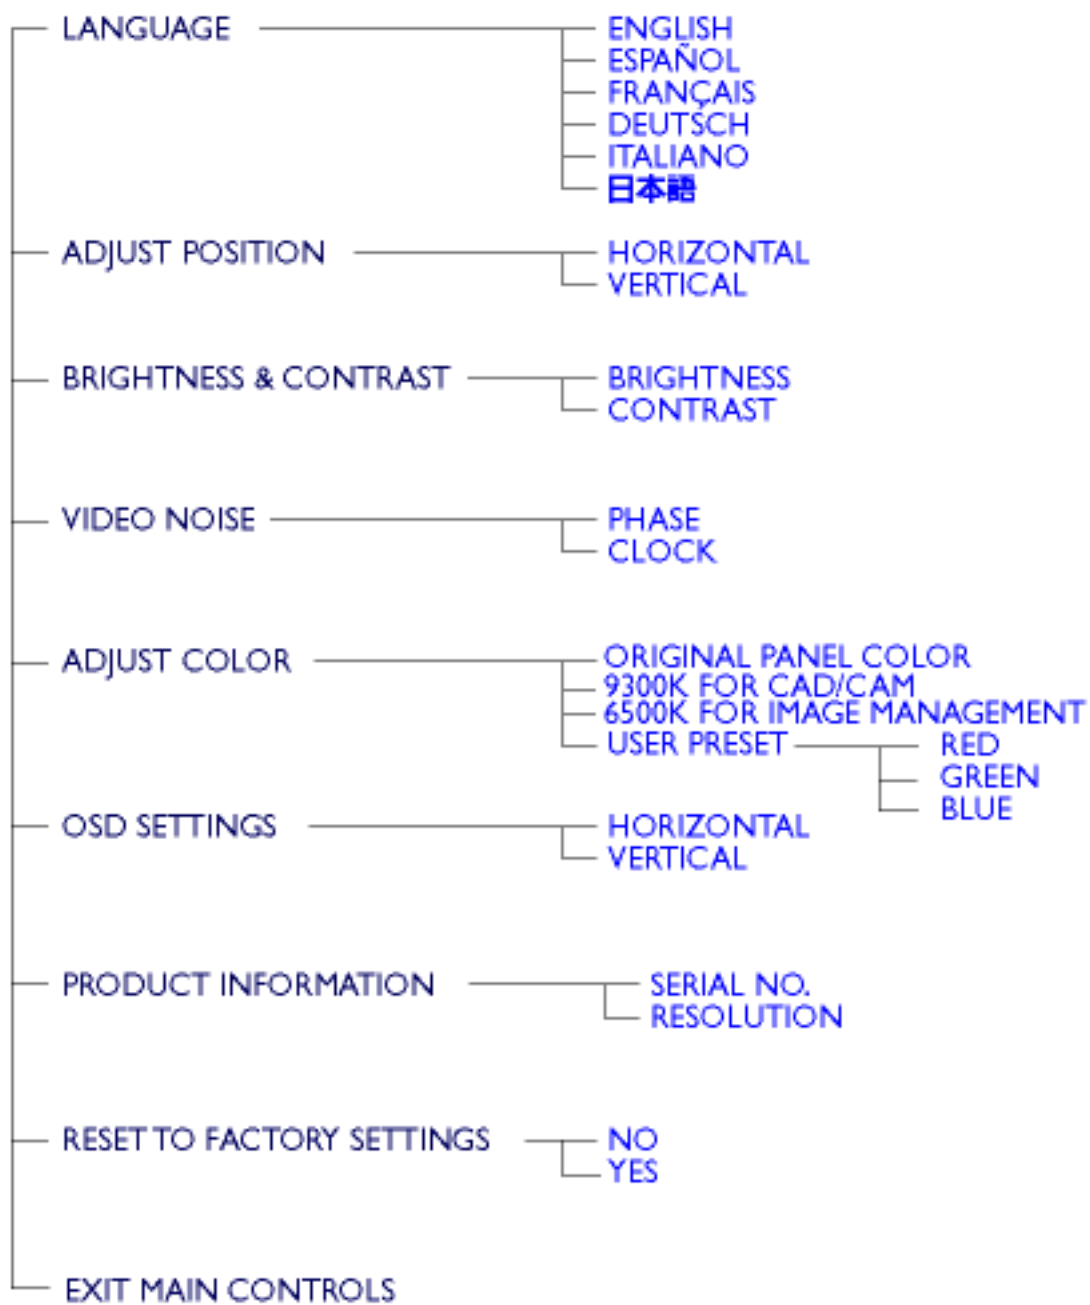 LANGUAGE
ENGLISH
ESPAÑOL
FRANÇAIS
DEUTSCH
ITALIANO
日本語
ADJUST POSITION
HORIZONTAL
VERTICAL
BRIGHTNESS & CONTRAST
BRIGHTNESS
CONTRAST
VIDEO NOISE
PHASE
CLOCK
ADJUST COLOR
ORIGINAL PANEL COLOR
9300K FOR CAD/CAM
6500K FOR IMAGE MANAGEMENT
USER PRESET
RED
GREEN
BLUE
OSD SETTINGS
HORIZONTAL
VERTICAL
PRODUCT INFORMATION
SERIAL NO.
RESOLUTION
RESET TO FACTORY SETTINGS
NO
YES
EXIT MAIN CONTROLS